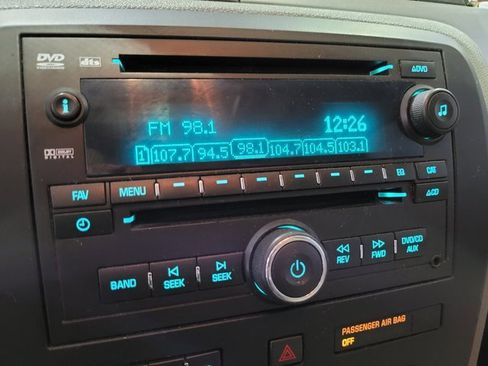 DVD
dts
DVD
i
FM 98.1 12:26
DOLBY
DIGITAL
1 107.7 94.5 98.1 104.7 104.5 103.1
FAV MENU CAT
CD
BAND SEEK SEEK REV FWD DVD/CD
AUX
PASSENGER AIR BAG
OFF